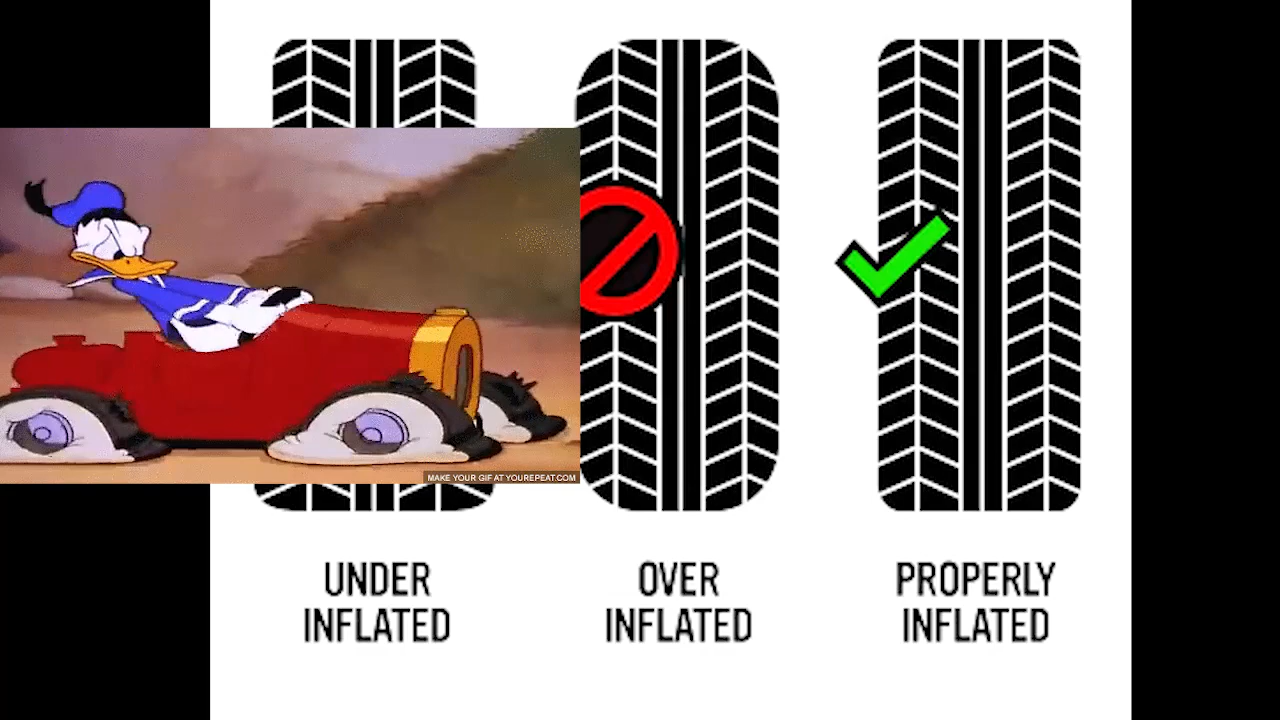 MAKE YOUR GIF AT YOUREPEAT.COM
UNDER
INFLATED
OVER
INFLATED
PROPERLY
INFLATED